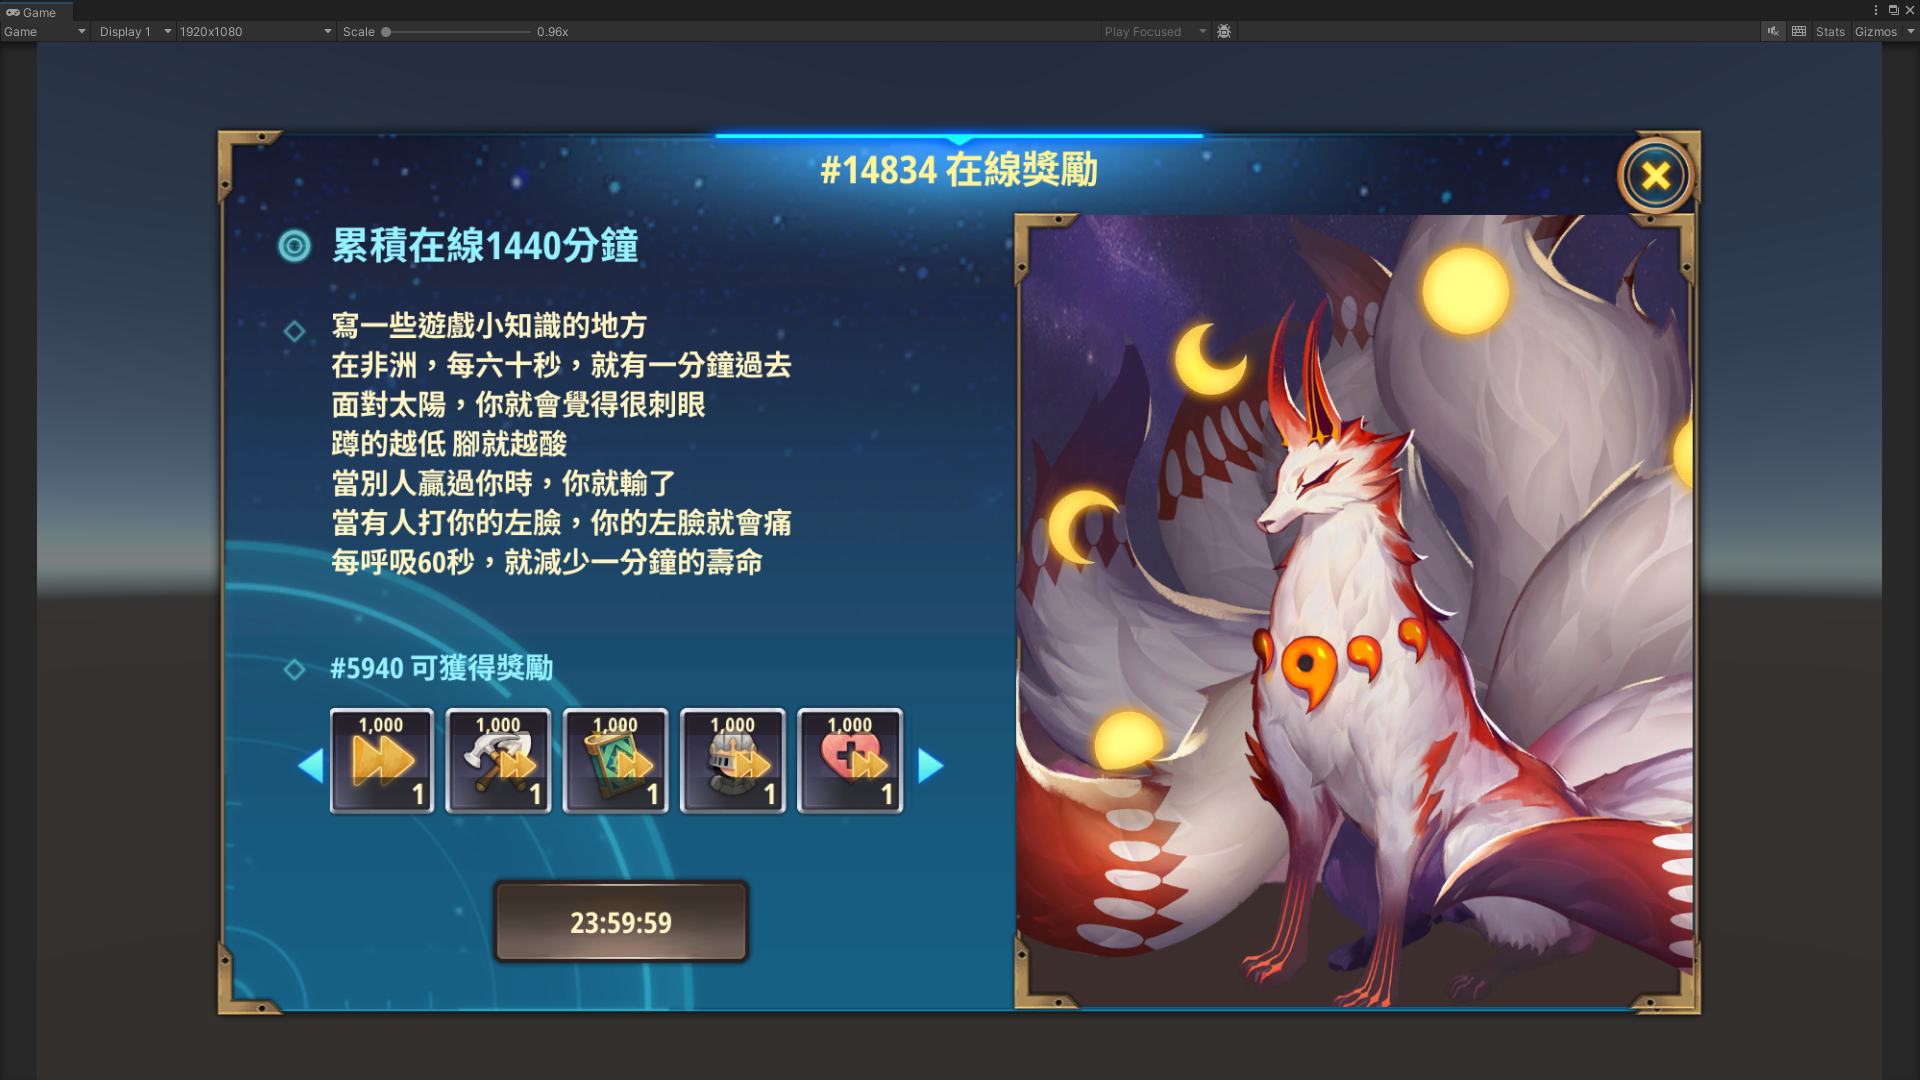 Game
Game
Display 1
1920x1080
Scale
0.96x
Play Focused
Stats
Gizmos
#14834 在線獎勵
累積在線1440分鐘
寫一些遊戲小知識的地方
在非洲，每六十秒，就有一分鐘過去
面對太陽，你就會覺得很刺眼
蹲的越低 腳就越酸
當別人贏過你時，你就輸了
當有人打你的左臉，你的左臉就會痛
每呼吸60秒，就減少一分鐘的壽命
#5940 可獲得獎勵
1,000
1,000
1,000
1,000
1,000
1
1
1
1
1
23:59:59